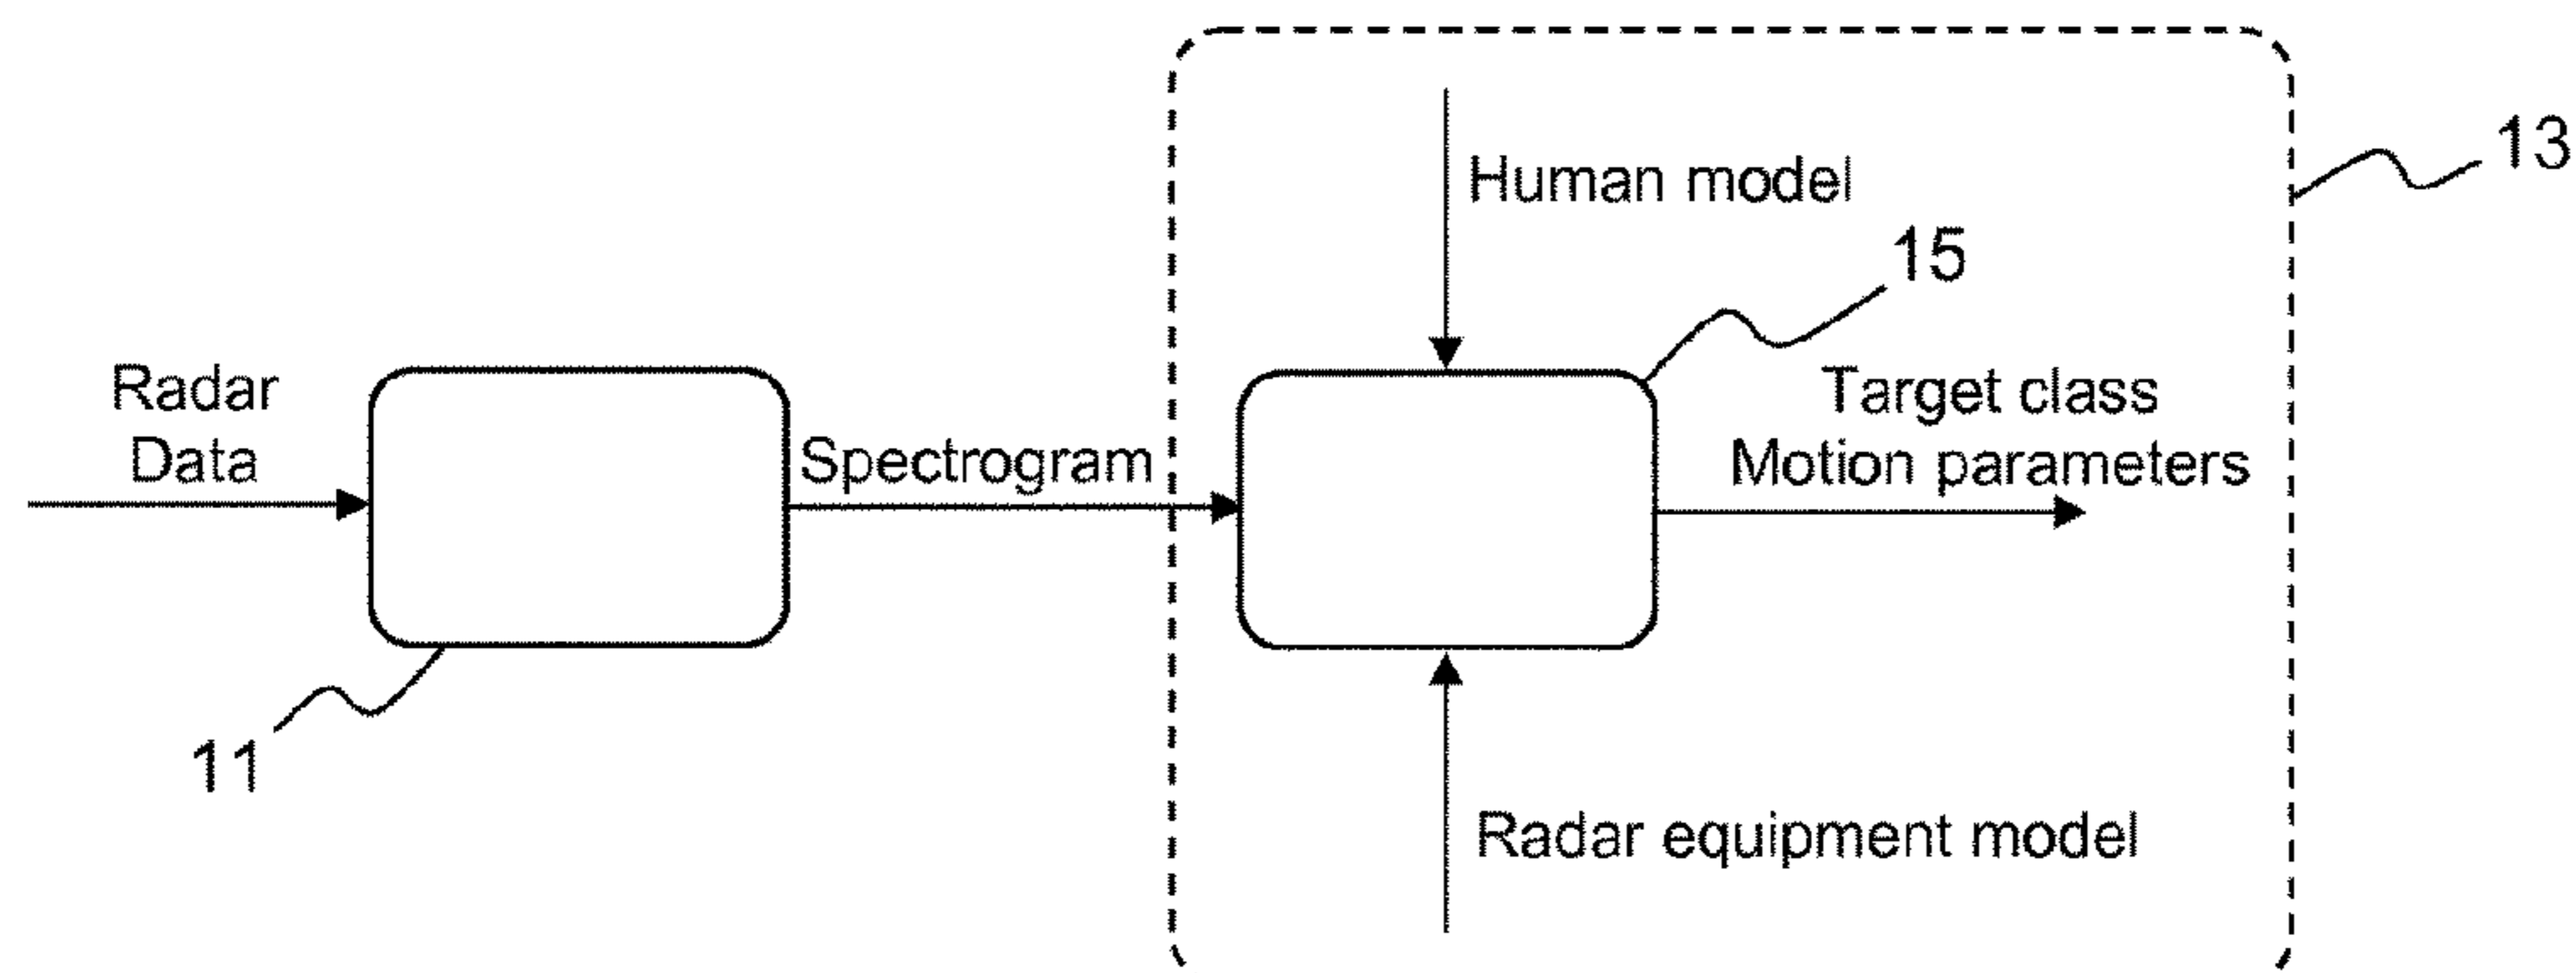 13
Human model
15
Radar
Data
Spectrogram
Target class
Motion parameters
11
Radar equipment model